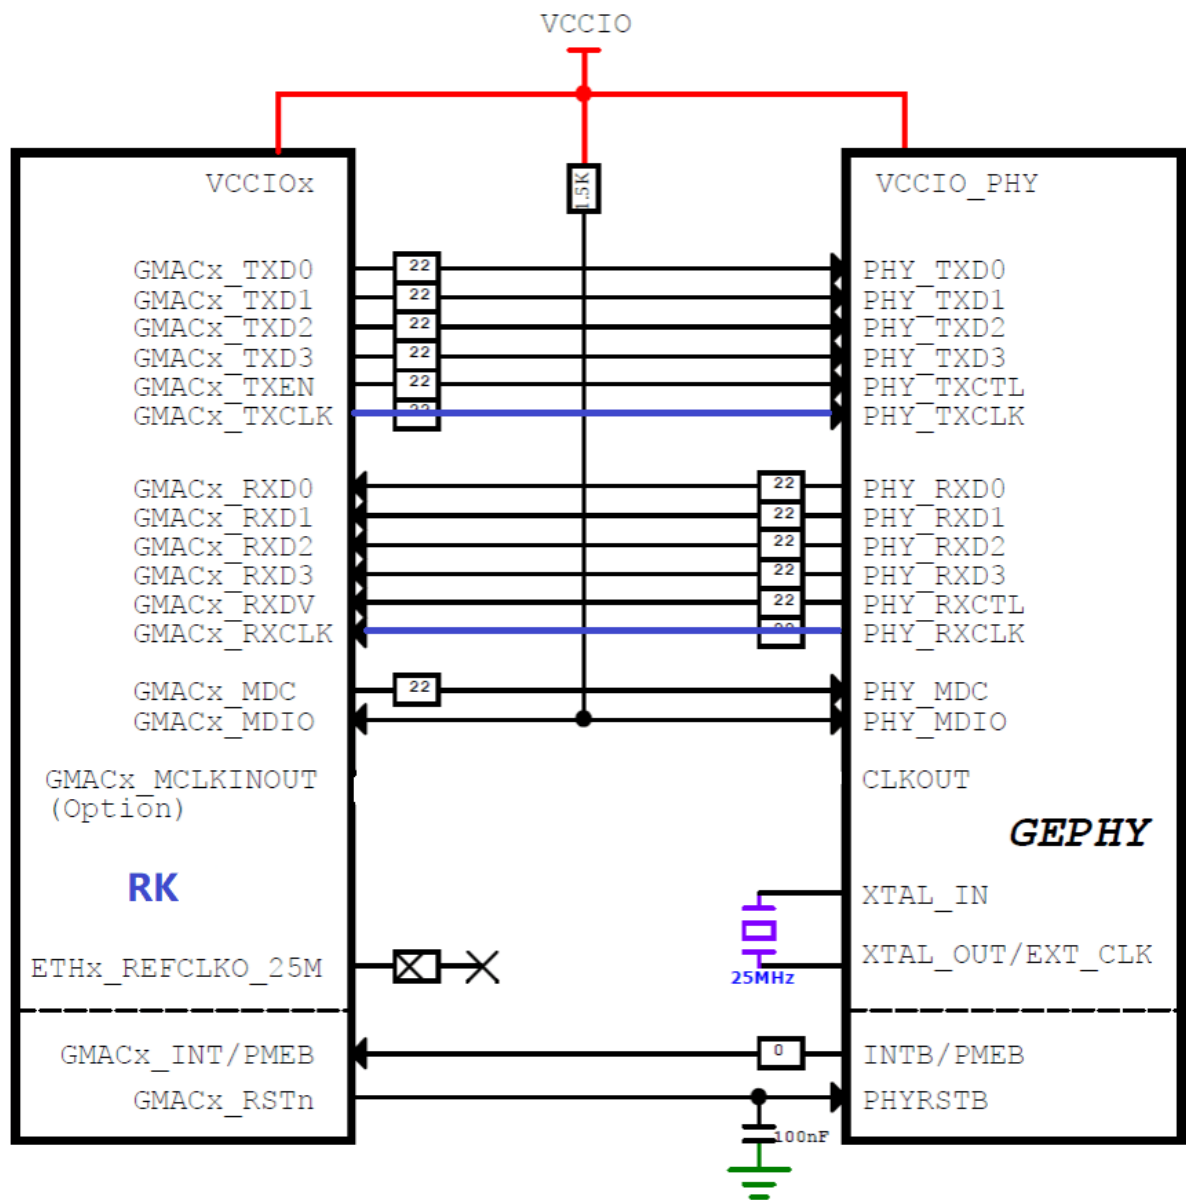 VCCIO
VCCIOx
1.5K
VCCIO_PHY
GMACx_TXD0 22 PHY_TXD0
GMACx_TXD1 22 PHY_TXD1
GMACx_TXD2 22 PHY_TXD2
GMACx_TXD3 22 PHY_TXD3
GMACx_TXEN 22 PHY_TXCTL
GMACx_TXCLK 22 PHY_TXCLK
GMACx_RXD0 22 PHY_RXD0
GMACx_RXD1 22 PHY_RXD1
GMACx_RXD2 22 PHY_RXD2
GMACx_RXD3 22 PHY_RXD3
GMACx_RXDV 22 PHY_RXCTL
GMACx_RXCLK 22 PHY_RXCLK
GMACx_MDC 22 PHY_MDC
GMACx_MDIO PHY_MDIO
GMACx_MCLKINOUT CLKOUT
(Option)
GEPHY
RK
XTAL_IN
ETHx_REFCLKO_25M
XTAL_OUT/EXT_CLK
25MHz
GMACx_INT/PMEB 0 INTB/PMEB
GMACx_RSTn PHYRSTB
100nF